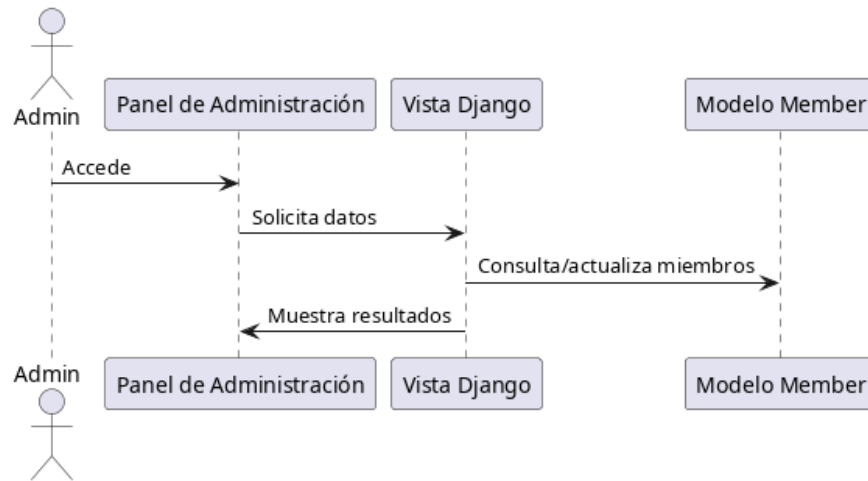 Admin
Panel de Administración
Vista Django
Modelo Member
Accede
Solicita datos
Consulta/actualiza miembros
Muestra resultados
Admin
Panel de Administración
Vista Django
Modelo Member